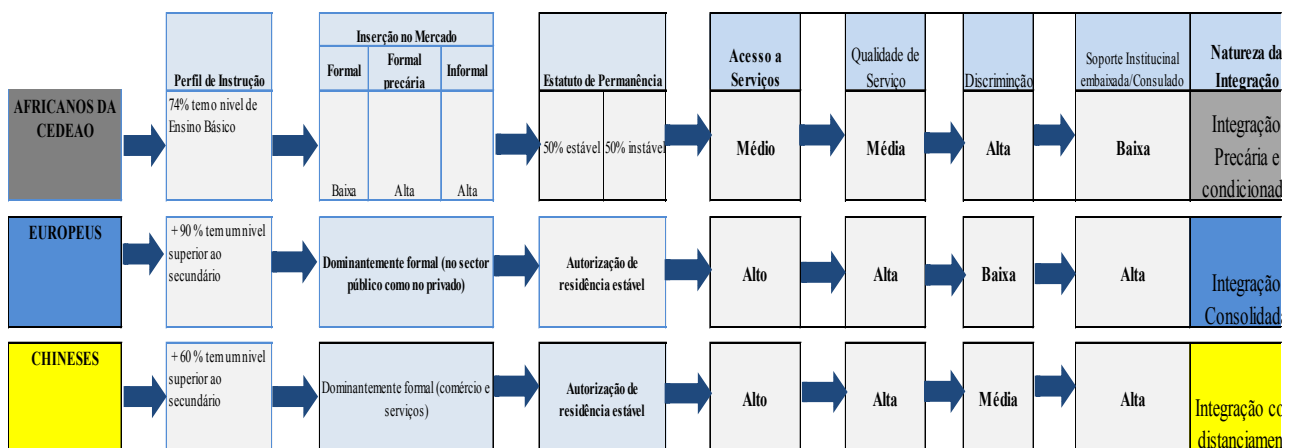 Perfil de Instrução
Inserção no Mercado
Formal
Formal
precária
Informal
Estatuto de Permanência
Acesso a
Serviços
Qualidade de
Serviço
Discriminção
Soporte Institucinal
embaixada/Consulado
Natureza da
Integração
AFRICANOS DA
CEDEAO
74% tem o nivel de
Ensino Básico
Baixa
Alta
Alta
50% estável
50% instável
Médio
Média
Alta
Baixa
Integração
Precária e
condicionad
EUROPEUS
+ 90 % tem um nivel
superior ao
secundário
Dominantemente formal (no sector
público como no privado)
Autorização de
residência estável
Alto
Alta
Baixa
Alta
Integração
Consolidad
CHINESES
+ 60 % tem um nivel
superior ao
secundário
Dominantemente formal (comércio e
serviços)
Autorização de
residência estável
Alto
Alta
Média
Alta
Integração co
distanciamen